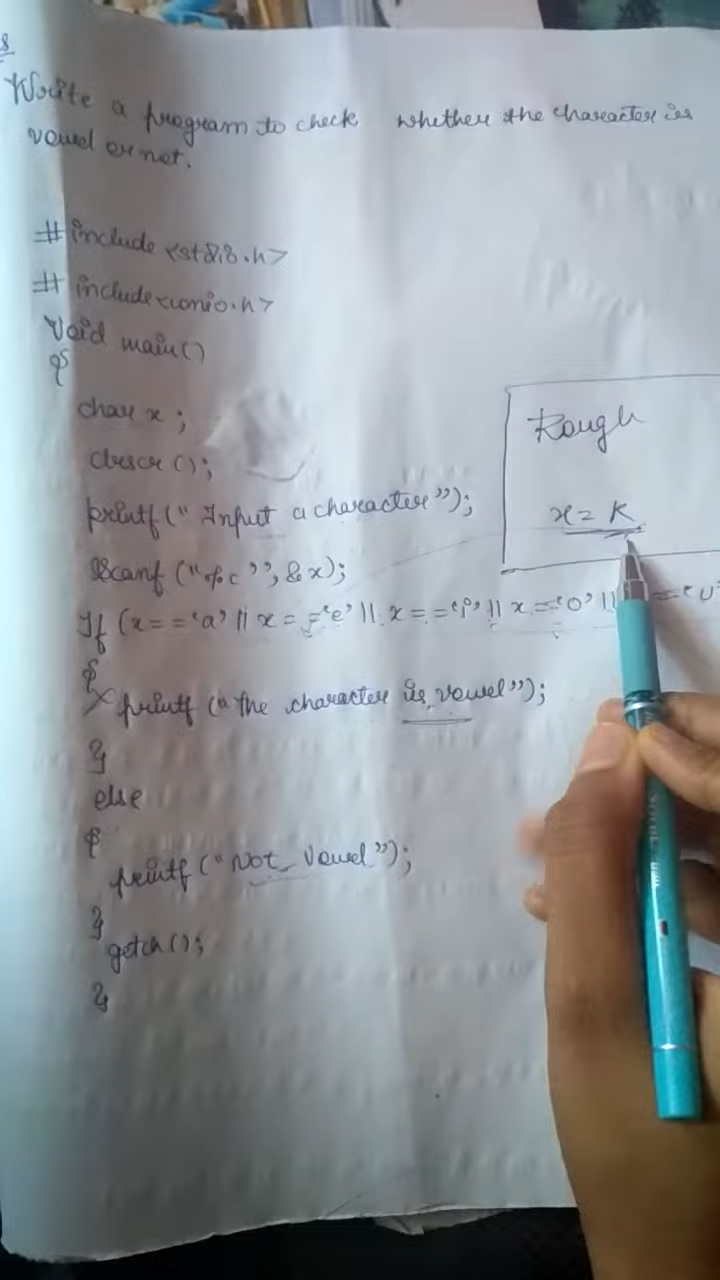 8
Write a program to check whether the character is
vowel or not.
#include <stdio.h>
#include<conio.h>
Void main()
{
char x;
clrscr();
printf(" Input a character");
Scanf ("%c", &x);
If (x=='a' || x=='e' || x=='i' || x=='o' || =='u'
{
printf ("the character is vowel");
}
else
{
printf ("Not Vowel");
}
getch();
}
Rough
x= K